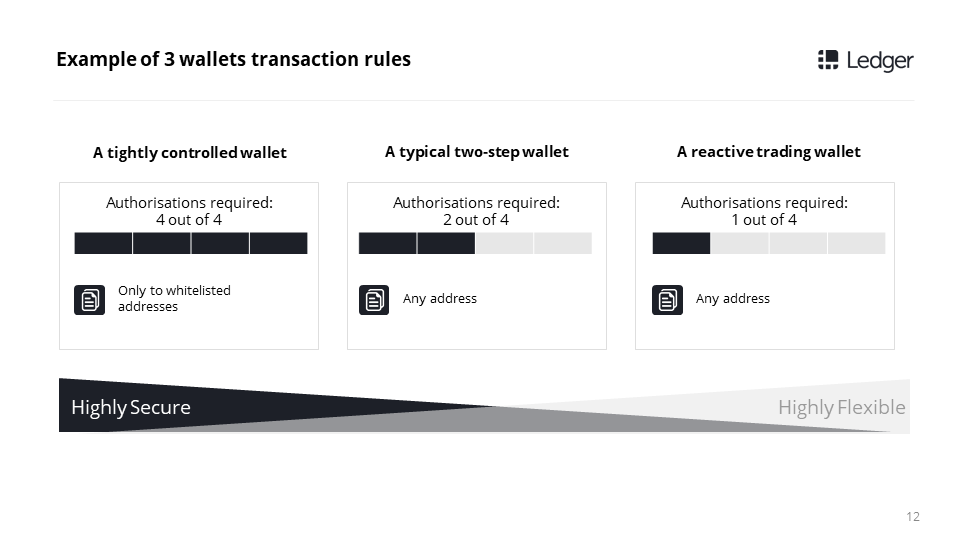 Example of 3 wallets transaction rules
Ledger
A tightly controlled wallet
A typical two-step wallet
A reactive trading wallet
Authorisations required:
4 out of 4
Only to whitelisted
addresses
Authorisations required:
2 out of 4
Any address
Authorisations required:
1 out of 4
Any address
Highly Secure
Highly Flexible
12